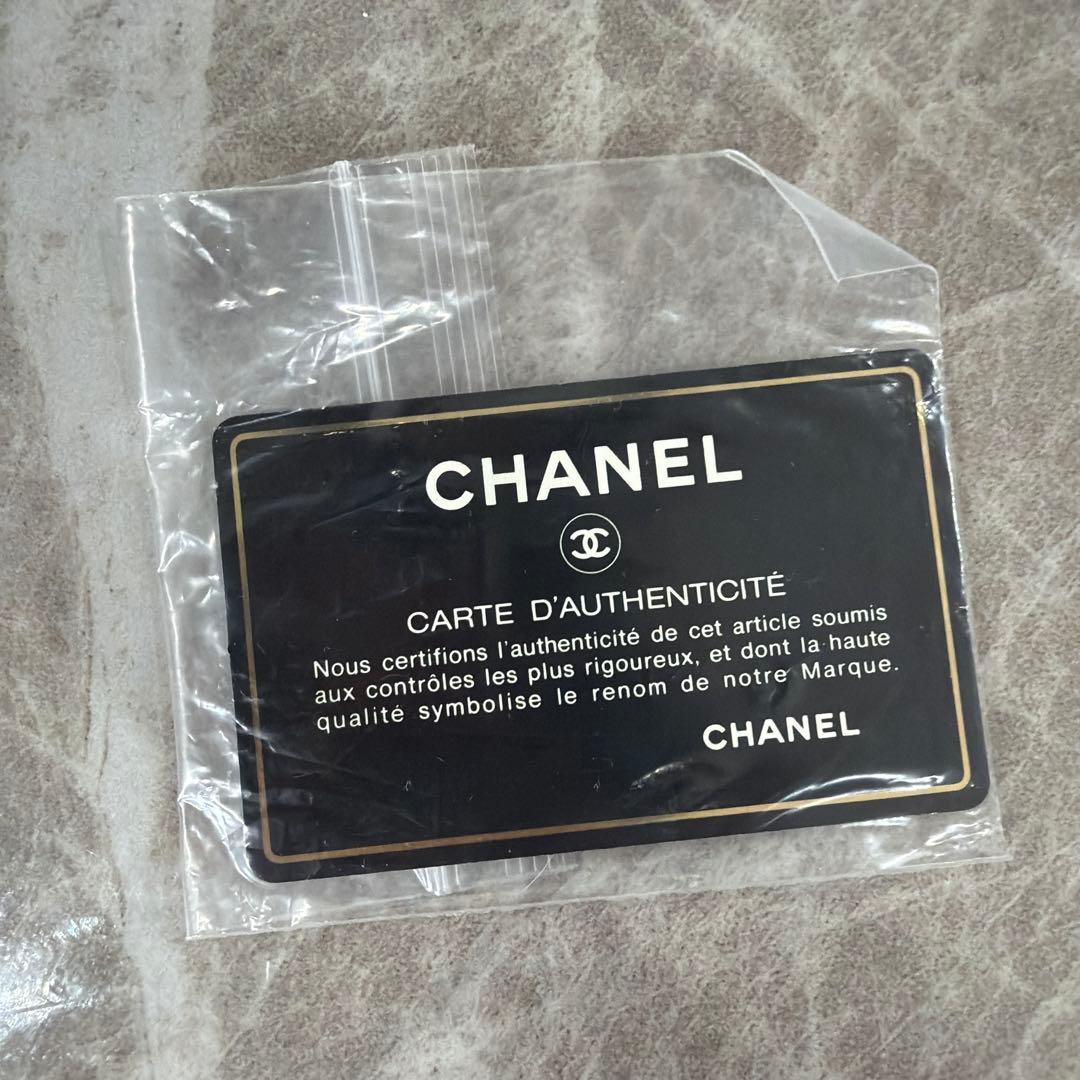 CHANEL
CARTE D'AUTHENTICITÉ
Nous certifions l'authenticité de cet article soumis
aux contrôles les plus rigoureux, et dont la haute
qualité symbolise le renom de notre Marque.
CHANEL